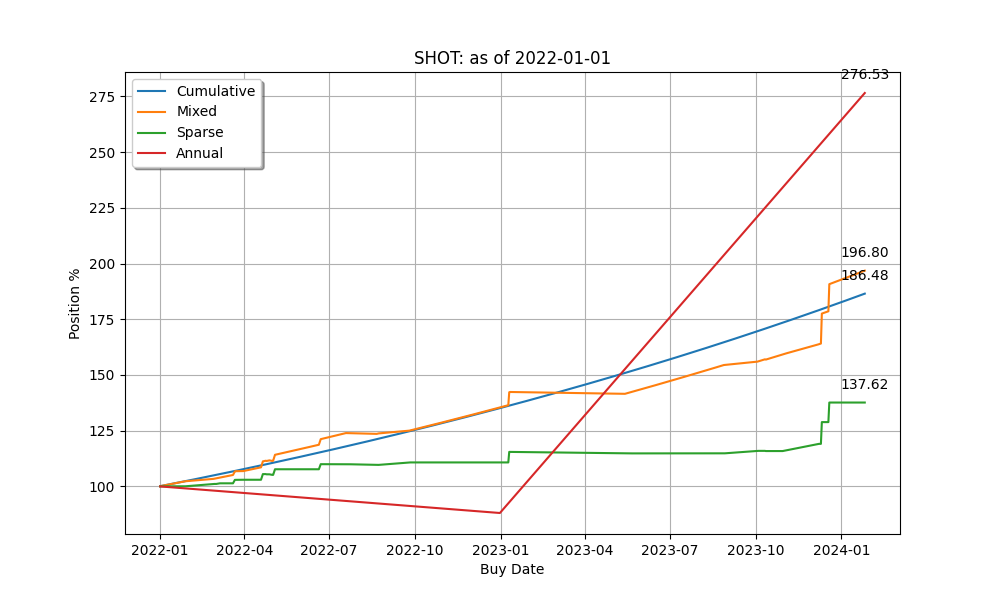 SHOT: as of 2022-01-01
276.53
Cumulative
Mixed
Sparse
Annual
275
250
225
200
175
150
125
100
Position %
196.80
186.48
137.62
2022-01 2022-04 2022-07 2022-10 2023-01 2023-04 2023-07 2023-10 2024-01
Buy Date